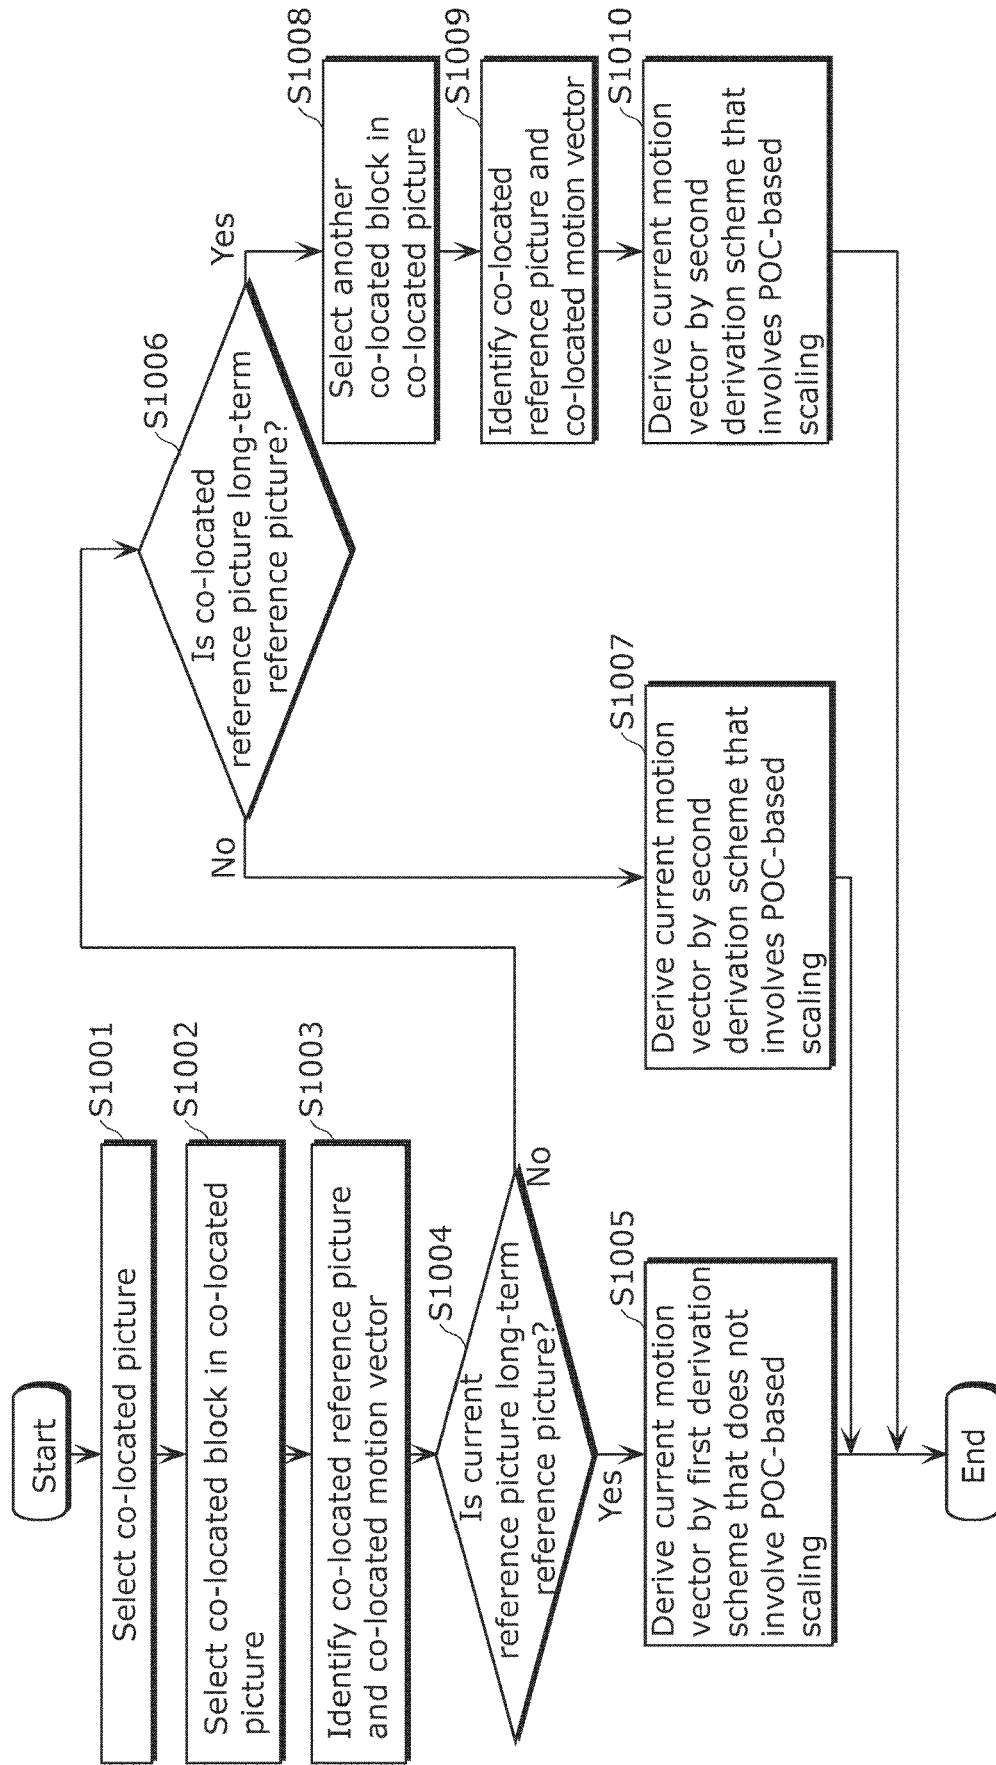 Start
S1001
Select co-located picture
S1002
Select co-located block in co-located
picture
S1003
Identify co-located reference picture
and co-located motion vector
S1004
Is current
reference picture long-term
reference picture?
Yes
No
S1005
Derive current motion
vector by first derivation
scheme that does not
involve POC-based
scaling
S1006
Is co-located
reference picture long-term
reference picture?
No
Yes
S1007
Derive current motion
vector by second
derivation scheme that
involves POC-based
scaling
S1008
Select another
co-located block in
co-located picture
S1009
Identify co-located
reference picture and
co-located motion vector
S1010
Derive current motion
vector by second
derivation scheme that
involves POC-based
scaling
End